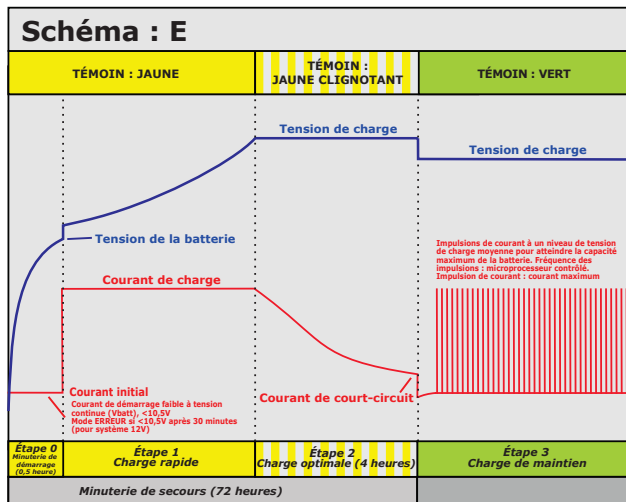 Schéma : E
TÉMOIN : JAUNE
TÉMOIN :
JAUNE CLIGNOTANT
TÉMOIN : VERT
Tension de charge
Tension de charge
Tension de la batterie
Impulsions de courant à un niveau de tension
de charge moyenne pour atteindre la capacité
maximum de la batterie. Fréquence des
impulsions : microprocesseur contrôlé.
Impulsion de courant : courant maximum
Courant de charge
Courant initial
Courant de démarrage faible à tension
continue (Vbatt), <10,5V
Mode ERREUR si <10,5V après 30 minutes
(pour système 12V)
Courant de court-circuit
Étape 0
Minuterie de
démarrage
(0,5 heure)
Étape 1
Charge rapide
Étape 2
Charge optimale (4 heures)
Étape 3
Charge de maintien
Minuterie de secours (72 heures)